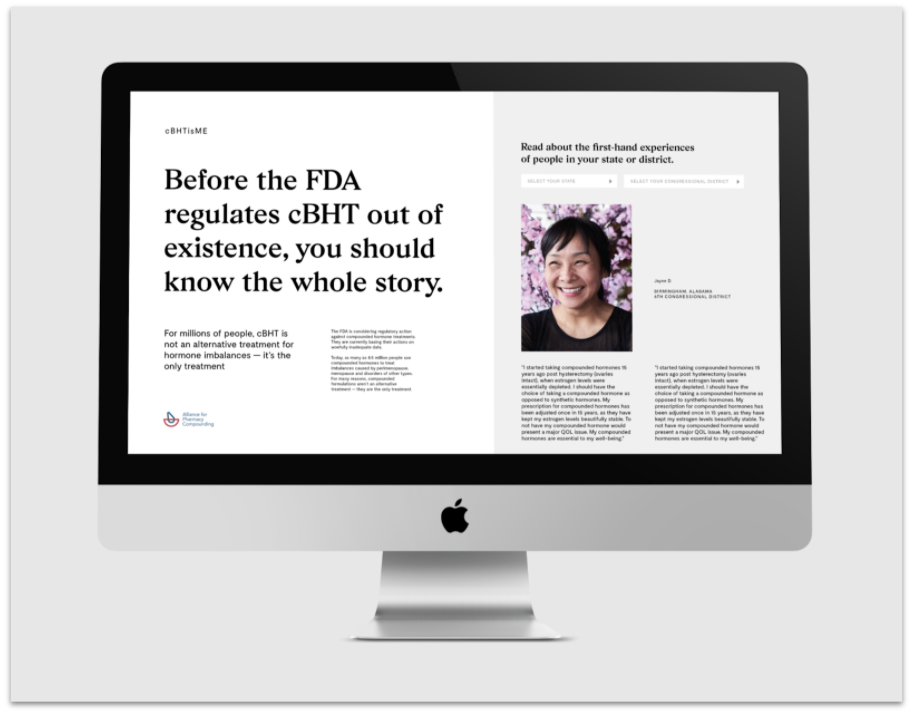 cBHTisME
Before the FDA
regulates cBHT out of
existence, you should
know the whole story.
For millions of people, cBHT is
not an alternative treatment for
hormone imbalances — it's the
only treatment
The FDA is considering regulatory action
against compounded hormone treatments.
They are currently basing their actions on
woefully inadequate data.
Today, as many as 4.5 million people use
compounded hormones to treat
imbalances caused by perimenopause,
menopause and disorders of other types.
For many reasons, compounded
formulations aren't an alternative
treatment — they are the only treatment.
Alliance for
Pharmacy
Compounding
Read about the first-hand experiences
of people in your state or district.
SELECT YOUR STATE
SELECT YOUR CONGRESSIONAL DISTRICT
Jayne D.
BIRMINGHAM, ALABAMA
6TH CONGRESSIONAL DISTRICT
"I started taking compounded hormones 15
years ago post hysterectomy (ovaries
intact), when estrogen levels were
essentially depleted. I should have the
choice of taking a compounded hormone as
opposed to synthetic hormones. My
prescription for compounded hormones has
been adjusted once in 15 years, as they have
kept my estrogen levels beautifully stable. To
not have my compounded hormone would
present a major QOL issue. My compounded
hormones are essential to my well-being."
"I started taking compounded hormones 15
years ago post hysterectomy (ovaries
intact), when estrogen levels were
essentially depleted. I should have the
choice of taking a compounded hormone as
opposed to synthetic hormones. My
prescription for compounded hormones has
been adjusted once in 15 years, as they have
kept my estrogen levels beautifully stable. To
not have my compounded hormone would
present a major QOL issue. My compounded
hormones are essential to my well-being."